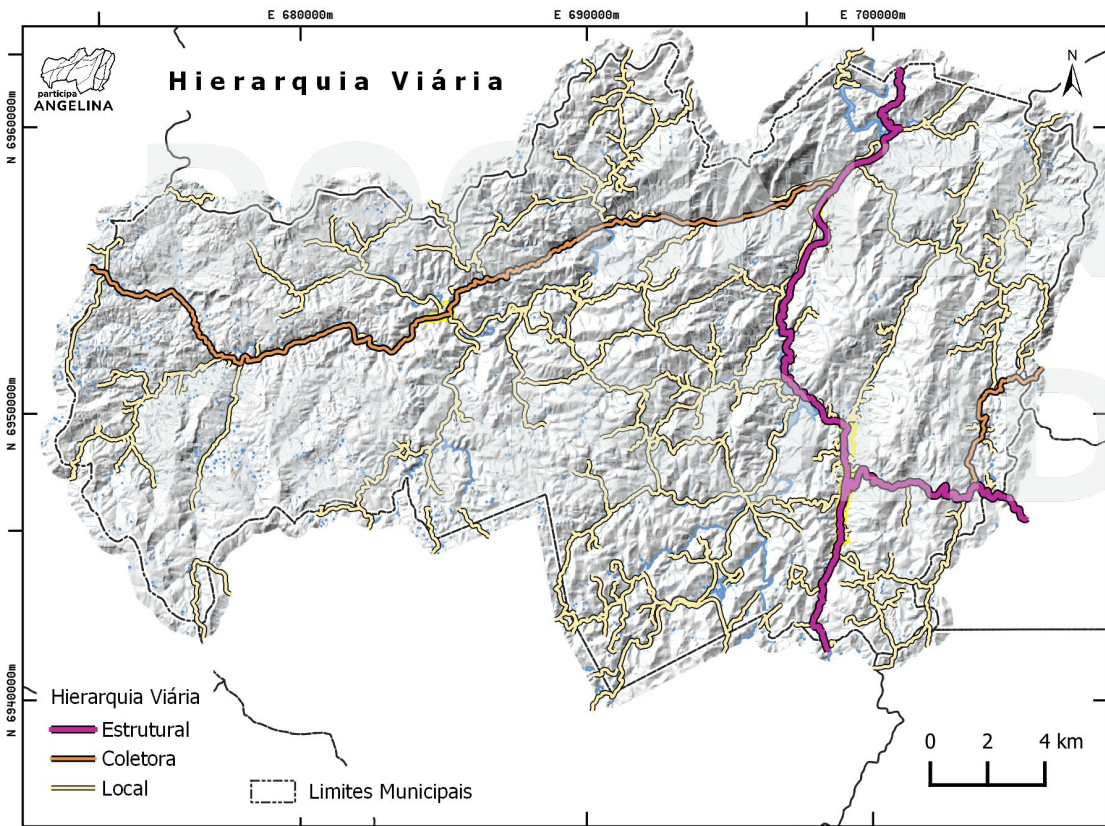 E 680000m
E 690000m
E 700000m
participa
ANGELINA
Hierarquia Viária
N
N 6960000m
N 6950000m
N 6940000m
Hierarquia Viária
Estrutural
Coletora
Local
Limites Municipais
0 2 4 km